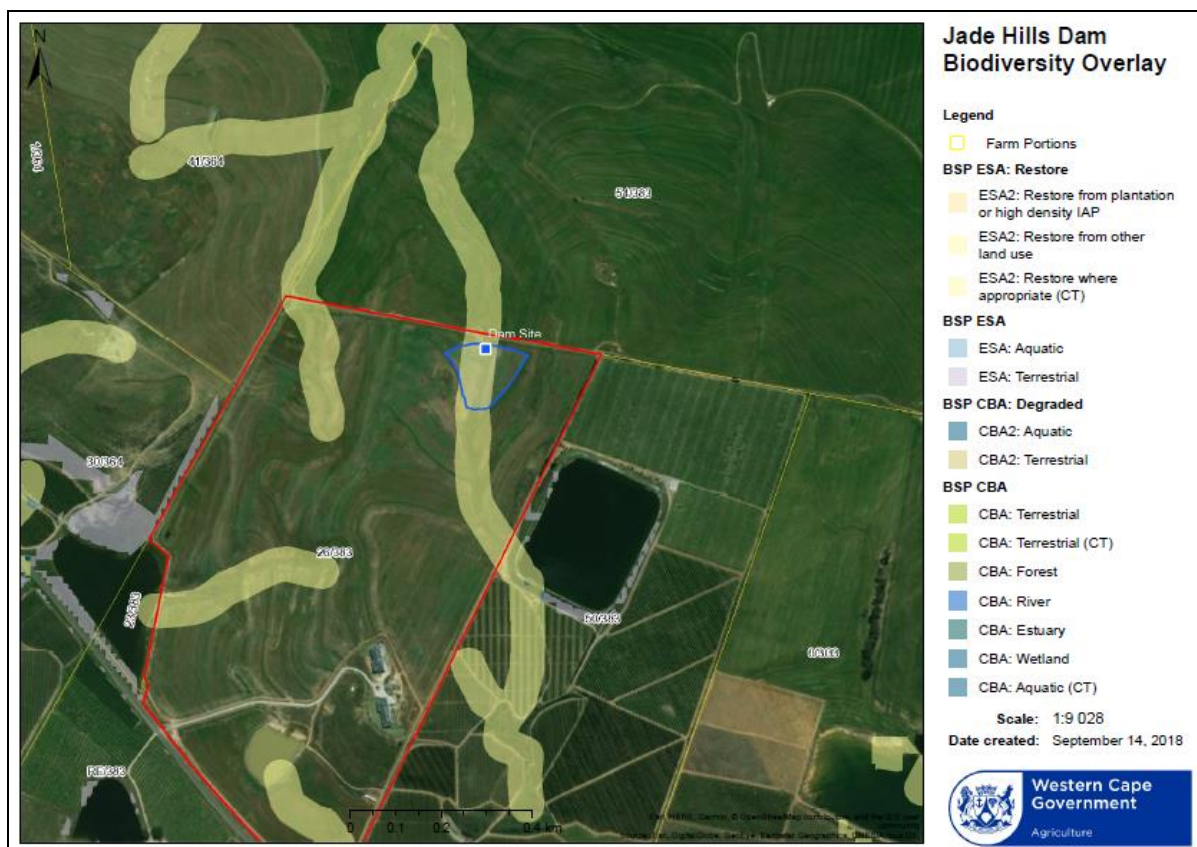 Jade Hills Dam
Biodiversity Overlay
Legend
Farm Portions
BSP ESA: Restore
ESA2: Restore from plantation
or high density IAP
ESA2: Restore from other
land use
ESA2: Restore where
appropriate (CT)
BSP ESA
ESA: Aquatic
ESA: Terrestrial
BSP CBA: Degraded
CBA2: Aquatic
CBA2: Terrestrial
BSP CBA
CBA: Terrestrial
CBA: Terrestrial (CT)
CBA: Forest
CBA: River
CBA: Estuary
CBA: Wetland
CBA: Aquatic (CT)
Scale: 1:9 028
Date created: September 14, 2018
Western Cape
Government
Agriculture
N
41/364
51/383
Dam Site
30/364
26/383
50/383
RE/383
0 0.1 0.2 0.4 km